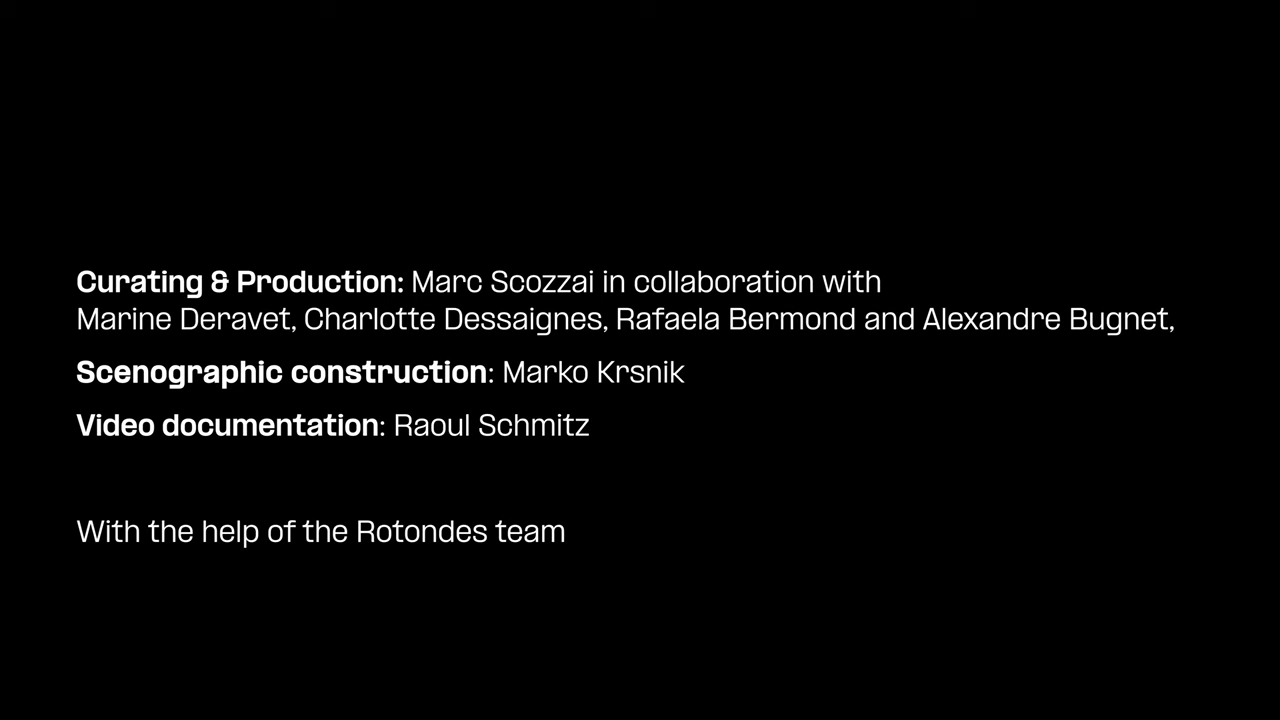 Curating & Production: Marc Scozzai in collaboration with
Marine Deravet, Charlotte Dessaignes, Rafaela Bermond and Alexandre Bugnet,
Scenographic construction: Marko Krsnik
Video documentation: Raoul Schmitz
With the help of the Rotondes team